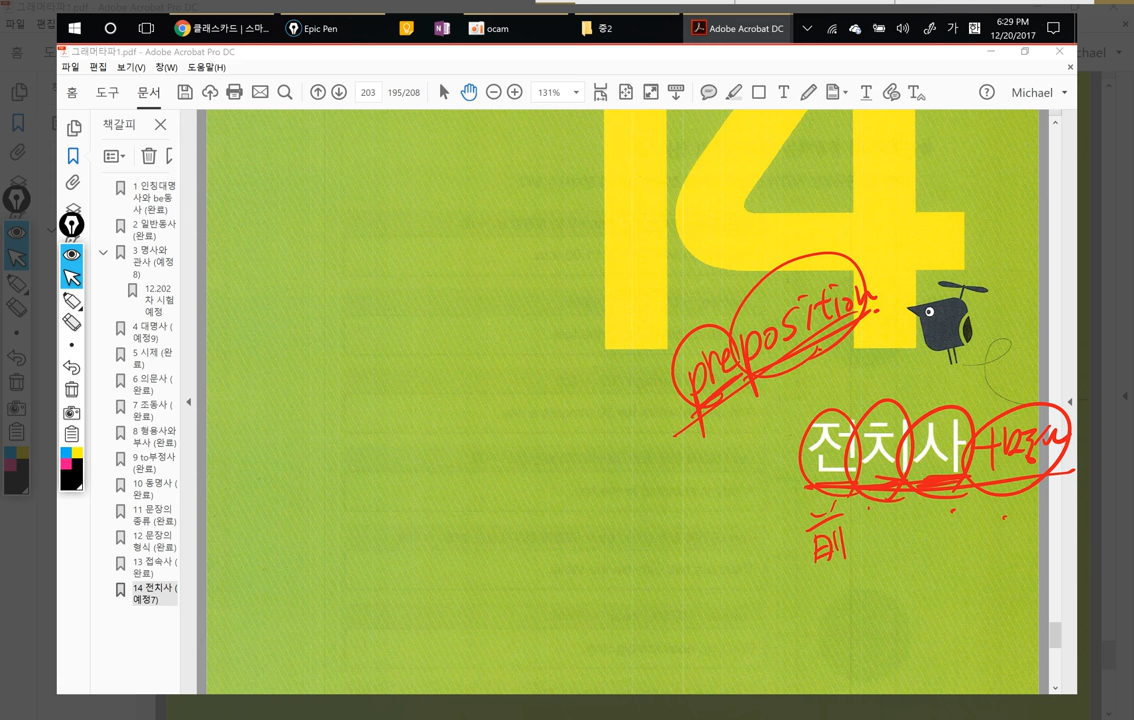 클래스카드 | 스마...
Epic Pen
ocam
중2
Adobe Acrobat DC
가
한
6:29 PM
12/20/2017
그래머타파1.pdf - Adobe Acrobat Pro DC
파일 편집 보기(V) 창(W) 도움말(H)
홈 도구 문서
203
195/208
131%
Michael
책갈피
1 인칭대명
사와 be동
사 (완료)
2 일반동사
(완료)
3 명사와
관사 (예정
8)
12.202
차 시험
예정
4 대명사 (
예정9)
5 시제 (완
료)
6 의문사 (
완료)
7 조동사 (
완료)
8 형용사와
부사 (완료)
9 to부정사
(완료)
10 동명사 (
완료)
11 문장의
종류 (완료)
12 문장의
형식 (완료)
13 접속사 (
완료)
14 전치사 (
예정7)
14
preposition
전치사 +명사
前